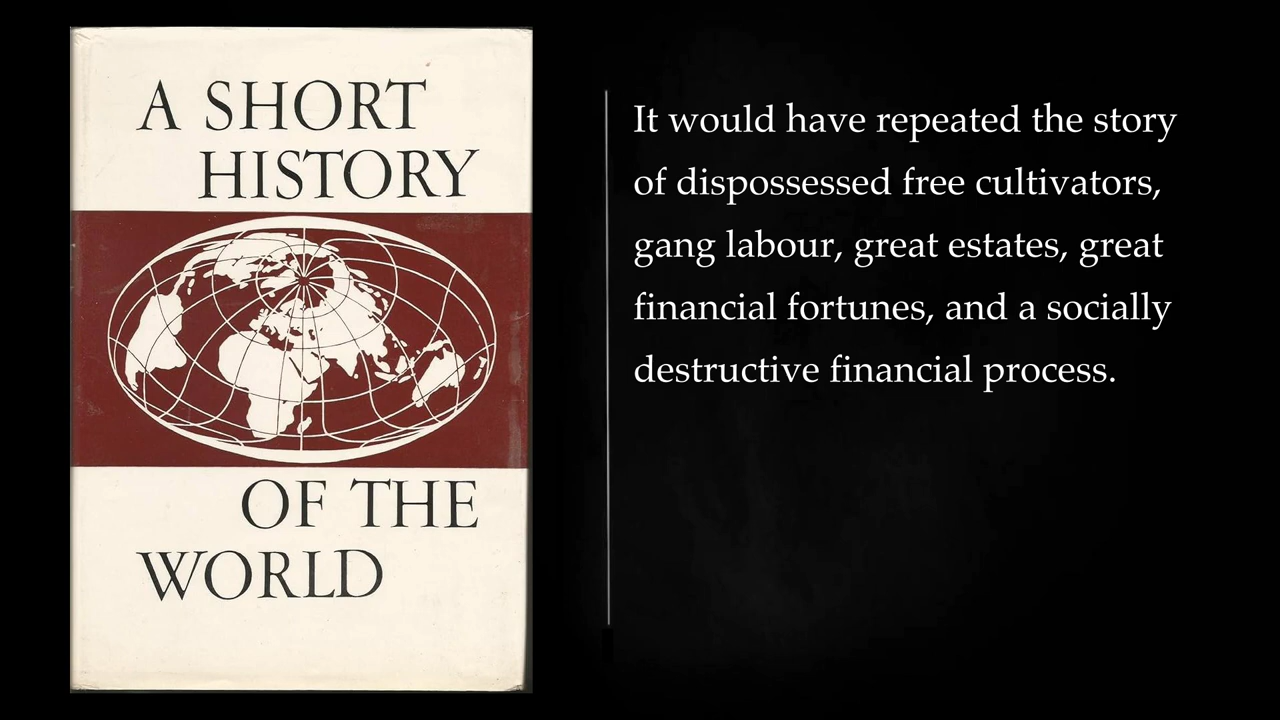 A SHORT
HISTORY
OF THE
WORLD
It would have repeated the story
of dispossessed free cultivators,
gang labour, great estates, great
financial fortunes, and a socially
destructive financial process.